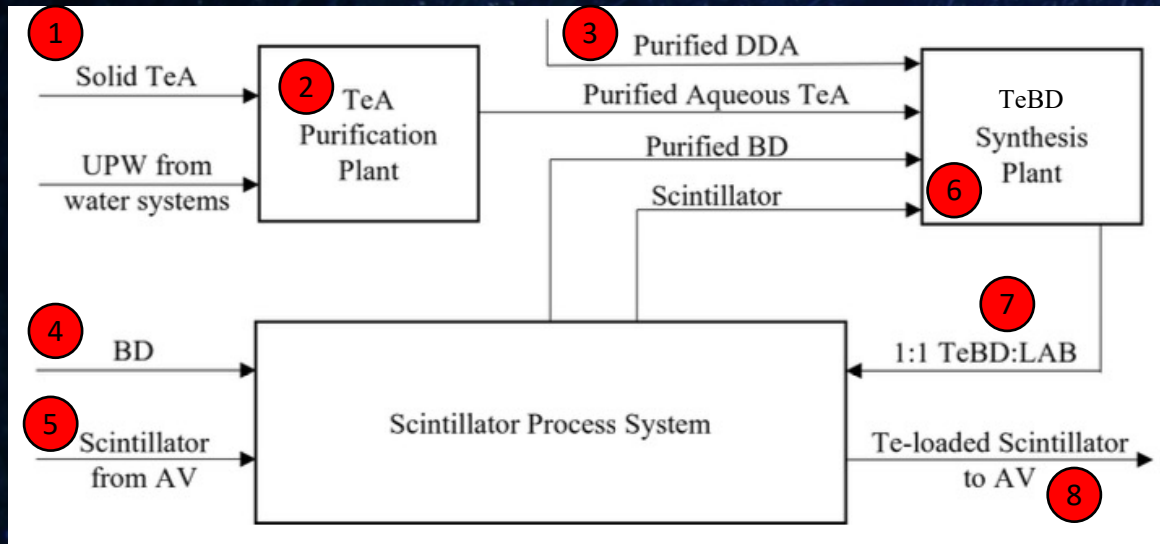 1
Solid TeA
UPW from
water systems
2
TeA
Purification
Plant
3
Purified DDA
Purified Aqueous TeA
Purified BD
Scintillator
TeBD
Synthesis
Plant
6
4
BD
5
Scintillator
from AV
Scintillator Process System
7
1:1 TeBD:LAB
Te-loaded Scintillator
to AV
8